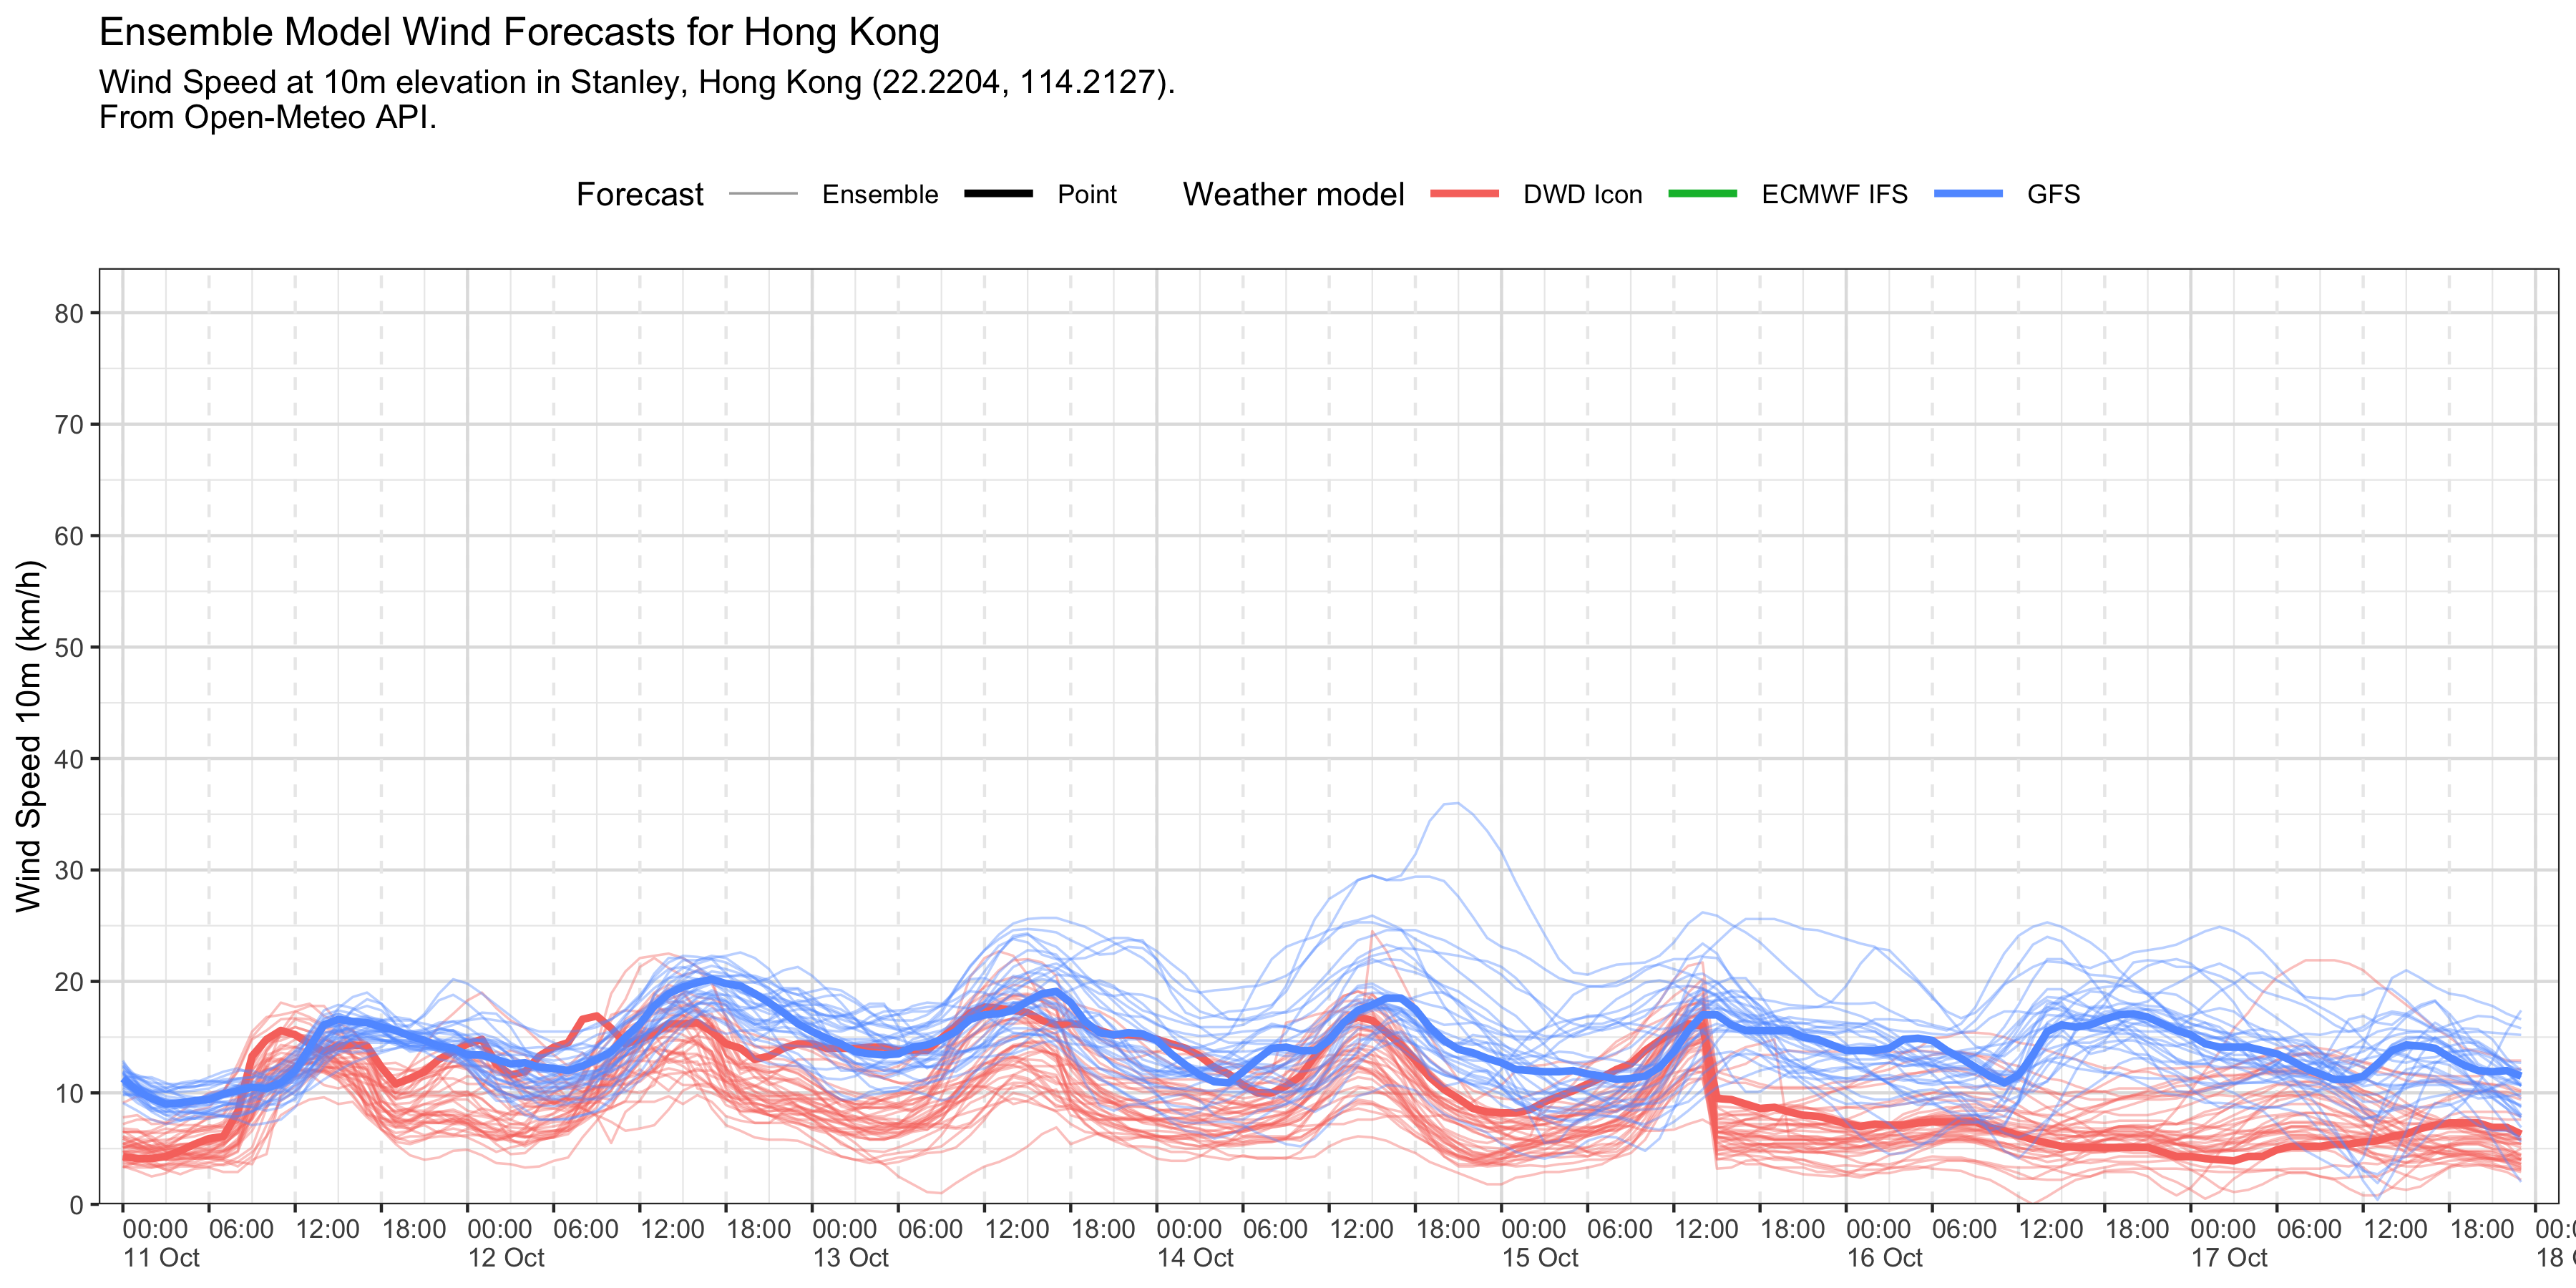 Ensemble Model Wind Forecasts for Hong Kong
Wind Speed at 10m elevation in Stanley, Hong Kong (22.2204, 114.2127).
From Open-Meteo API.
Forecast Ensemble Point Weather model DWD Icon ECMWF IFS GFS
Wind Speed 10m (km/h)
80
70
60
50
40
30
20
10
0
00:00 06:00 12:00 18:00 00:00 06:00 12:00 18:00 00:00 06:00 12:00 18:00 00:00 06:00 12:00 18:00 00:00 06:00 12:00 18:00 00:00 06:00 12:00 18:00 00:00 06:00 12:00 18:00 00:0
11 Oct 12 Oct 13 Oct 14 Oct 15 Oct 16 Oct 17 Oct 18